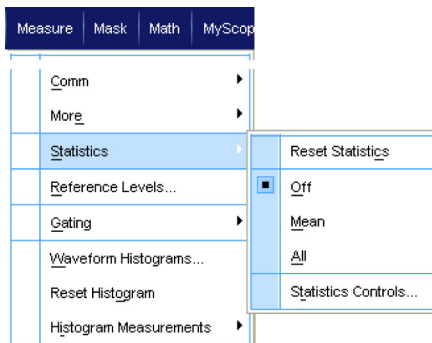 Measure Mask Math MyScop
Comm
More
Statistics
Reference Levels...
Gating
Waveform Histograms...
Reset Histogram
Histogram Measurements
Reset Statistics
Off
Mean
All
Statistics Controls...